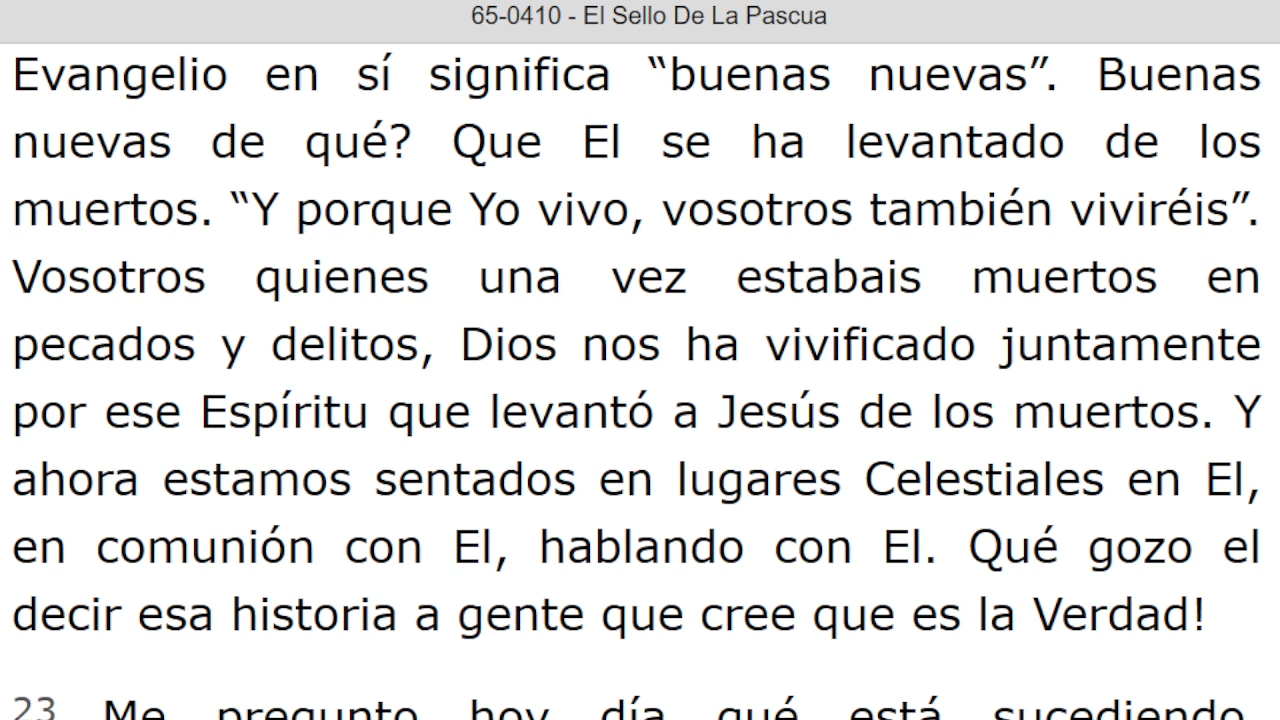 65-0410 - El Sello De La Pascua
Evangelio en sí significa “buenas nuevas”. Buenas
nuevas de qué? Que El se ha levantado de los
muertos. “Y porque Yo vivo, vosotros también viviréis”.
Vosotros quienes una vez estabais muertos en
pecados y delitos, Dios nos ha vivificado juntamente
por ese Espíritu que levantó a Jesús de los muertos. Y
ahora estamos sentados en lugares Celestiales en El,
en comunión con El, hablando con El. Qué gozo el
decir esa historia a gente que cree que es la Verdad!
23 Me pregunto hoy día qué está sucediendo